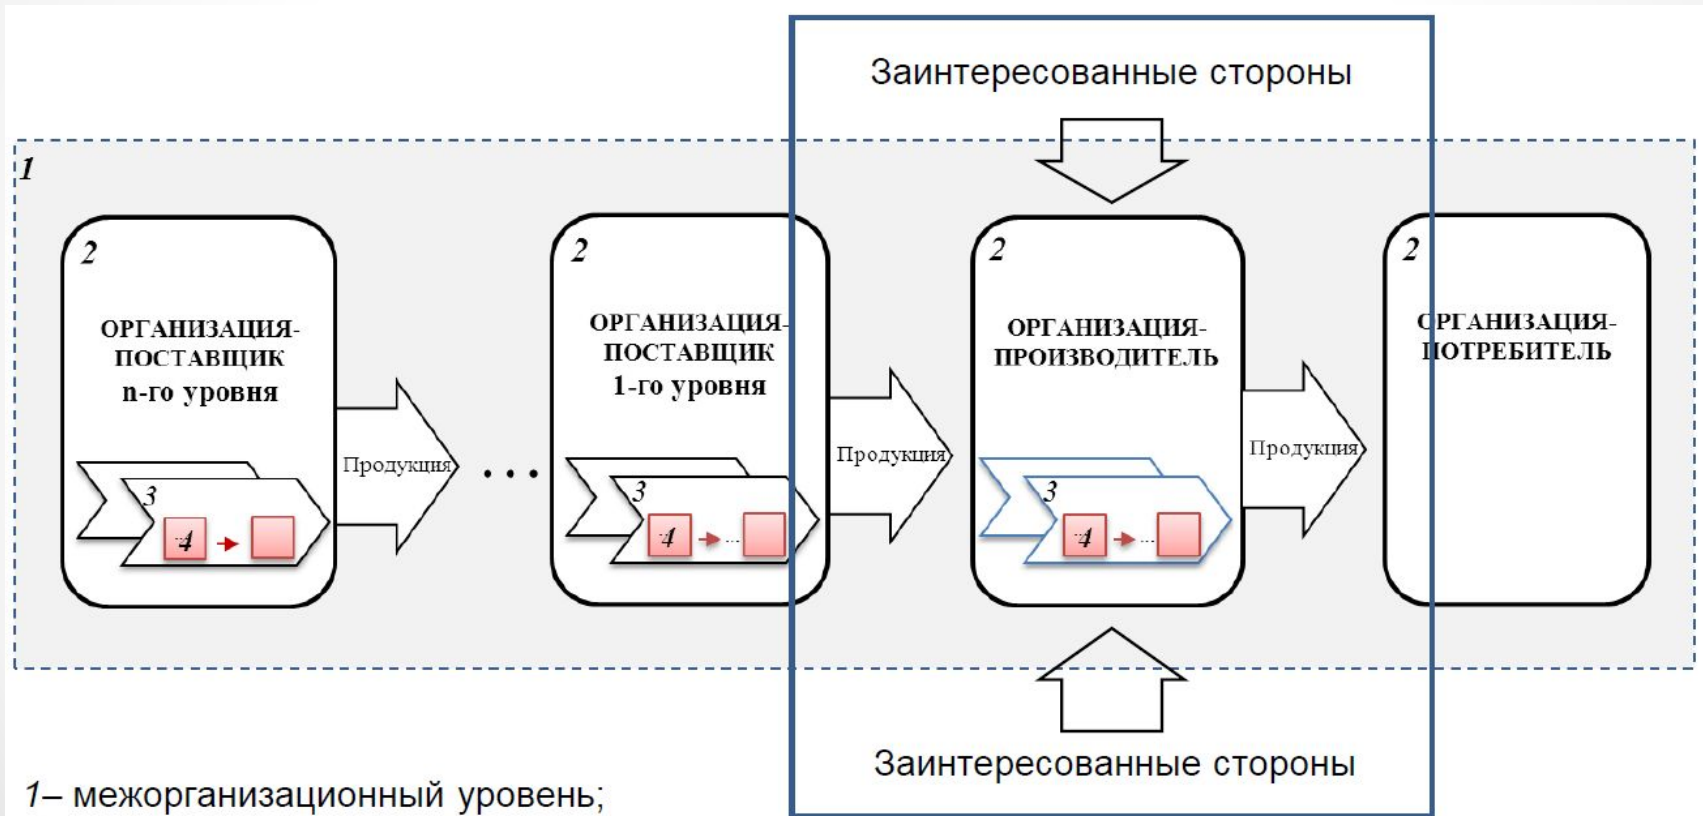 Заинтересованные стороны
1
2
ОРГАНИЗАЦИЯ-
ПОСТАВЩИК
n-го уровня
3
4
Продукция
...
2
ОРГАНИЗАЦИЯ-
ПОСТАВЩИК
1-го уровня
3
4
...
Продукция
2
ОРГАНИЗАЦИЯ-
ПРОИЗВОДИТЕЛЬ
3
4
...
Продукция
2
ОРГАНИЗАЦИЯ-
ПОТРЕБИТЕЛЬ
Заинтересованные стороны
1– межорганизационный уровень;